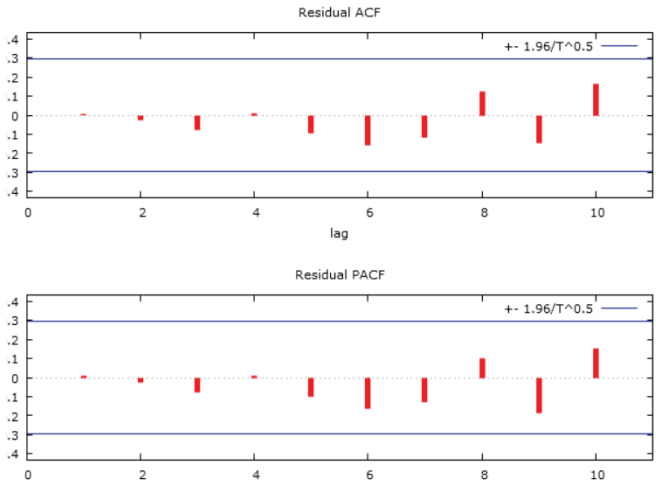 Residual ACF
+- 1.96/T^0.5
.4
.3
.2
.1
0
.1
.2
.3
.4
0 2 4 6 8 10
lag
Residual PACF
+- 1.96/T^0.5
.4
.3
.2
.1
0
.1
.2
.3
.4
0 2 4 6 8 10